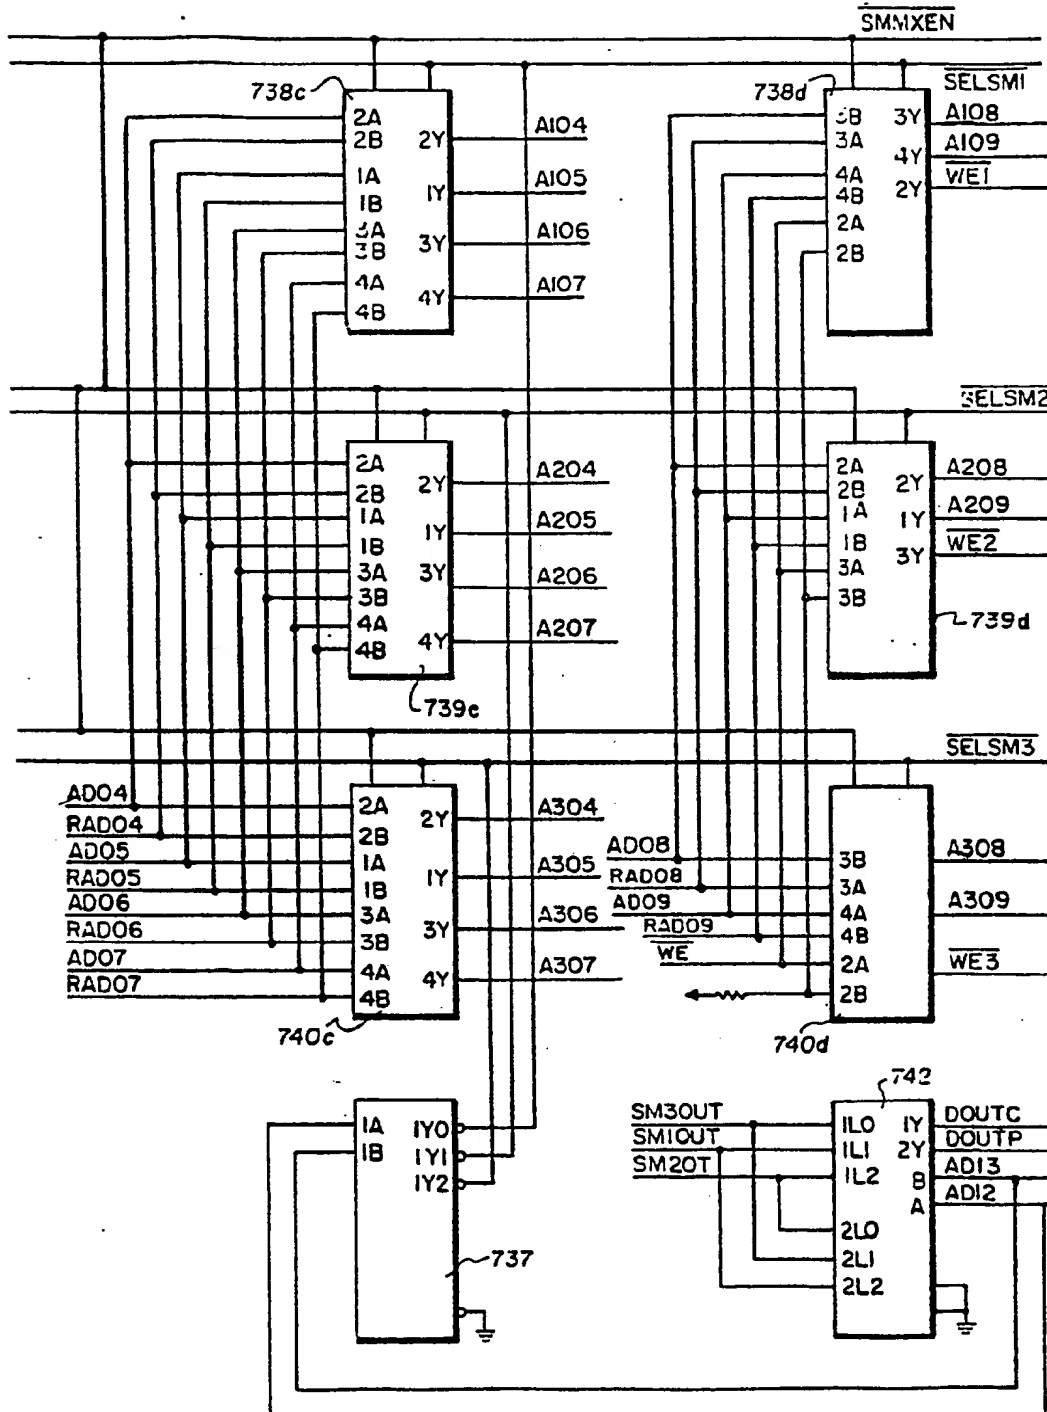 SMMXEN
SELSM1
738c
2A
2B
1A
1B
3A
3B
4A
4B
2Y
1Y
3Y
4Y
A104
A105
A106
A107
738d
3B
3A
4A
4B
2A
2B
3Y
4Y
2Y
A108
A109
WE1
SELSM2
2A
2B
1A
1B
3A
3B
4A
4B
2Y
1Y
3Y
4Y
A204
A205
A206
A207
2A
2B
1A
1B
3A
3B
2Y
1Y
3Y
A208
A209
WE2
739d
SELSM3
AD04
RAD04
AD05
RAD05
AD06
RAD06
AD07
RAD07
2A
2B
1A
1B
3A
3B
4A
4B
2Y
1Y
3Y
4Y
A304
A305
A306
A307
740c
AD08
RAD08
AD09
RAD09
WE
3B
3A
4A
4B
2A
2B
A308
A309
WE3
740d
1A
1B
1Y0
1Y1
1Y2
737
742
SM3OUT
SM1OUT
SM2OT
1L0
1L1
1L2
2L0
2L1
2L2
1Y
2Y
B
A
DOUTC
DOUTP
AD13
AD12